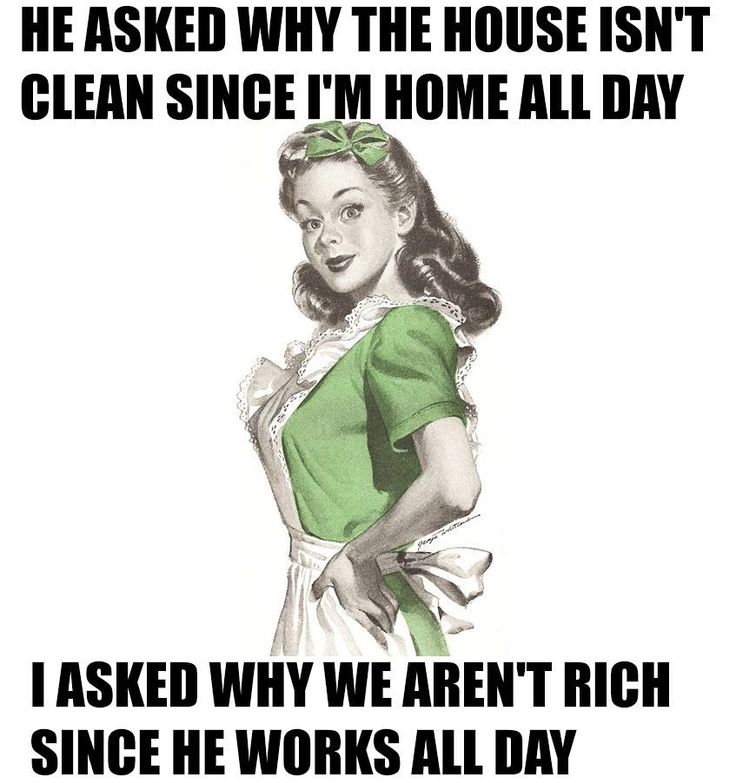 HE ASKED WHY THE HOUSE ISN'T
CLEAN SINCE I'M HOME ALL DAY
I ASKED WHY WE AREN'T RICH
SINCE HE WORKS ALL DAY